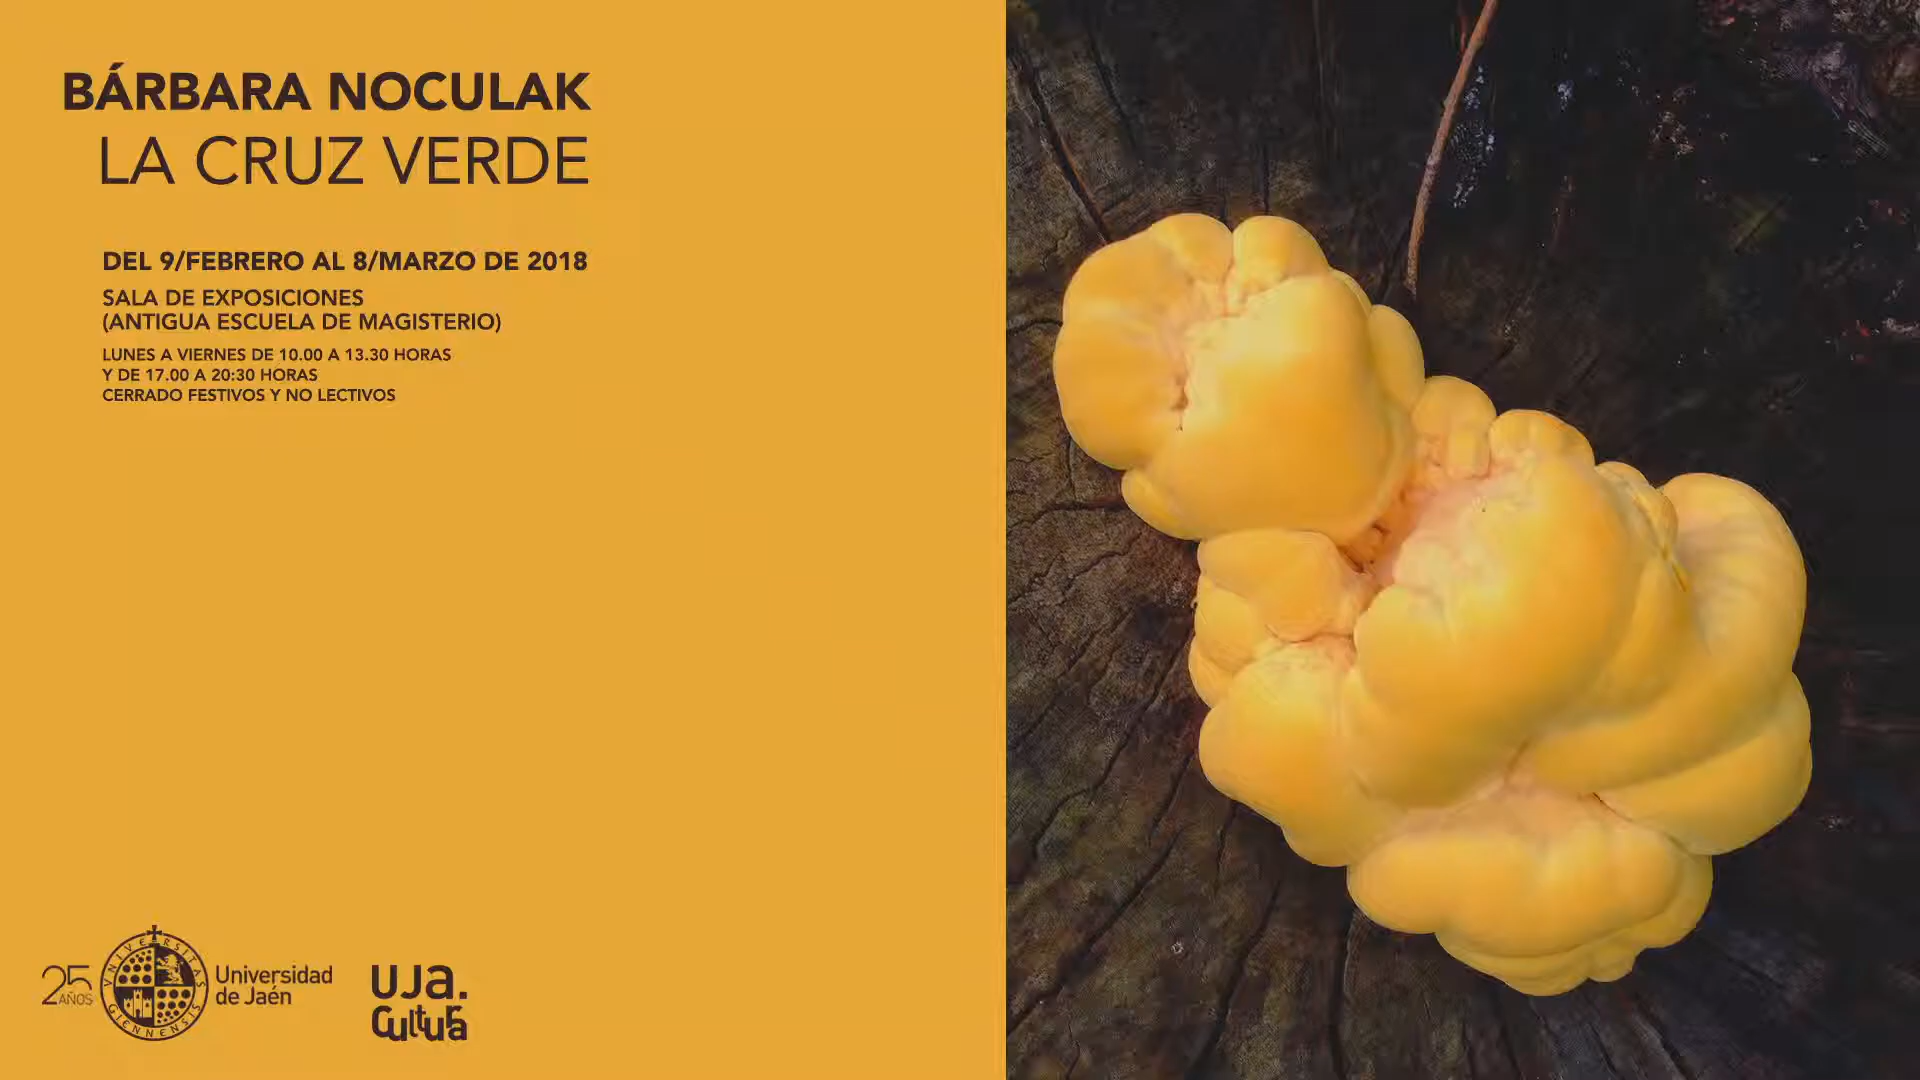 BÁRBARA NOCULAK
LA CRUZ VERDE
DEL 9/FEBRERO AL 8/MARZO DE 2018
SALA DE EXPOSICIONES
(ANTIGUA ESCUELA DE MAGISTERIO)
LUNES A VIERNES DE 10.00 A 13.30 HORAS
Y DE 17.00 A 20:30 HORAS
CERRADO FESTIVOS Y NO LECTIVOS
25
AÑOS
VNIVERSITAS
GIENNENSIS
Universidad
de Jaén
uja.
cultura